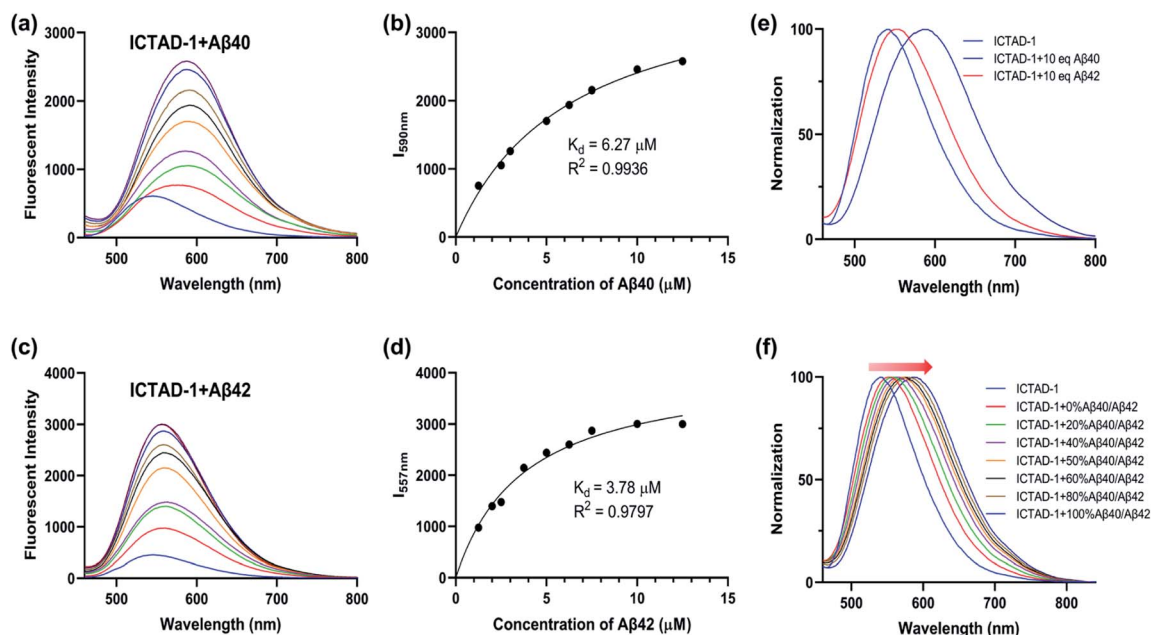 (a)
ICTAD-1+Aβ40
Fluorescent Intensity
3000
2000
1000
0
500 600 700 800
Wavelength (nm)
(b)
I590nm
3000
2000
1000
0
Kd = 6.27 μM
R² = 0.9936
0 5 10 15
Concentration of Aβ40 (μM)
(e)
Normalization
100
50
0
ICTAD-1
ICTAD-1+10 eq Aβ40
ICTAD-1+10 eq Aβ42
500 600 700 800
Wavelength (nm)
(c)
ICTAD-1+Aβ42
Fluorescent Intensity
4000
3000
2000
1000
0
500 600 700 800
Wavelength (nm)
(d)
I557nm
4000
3000
2000
1000
0
Kd = 3.78 μM
R² = 0.9797
0 5 10 15
Concentration of Aβ42 (μM)
(f)
Normalization
100
50
0
ICTAD-1
ICTAD-1+0%Aβ40/Aβ42
ICTAD-1+20%Aβ40/Aβ42
ICTAD-1+40%Aβ40/Aβ42
ICTAD-1+50%Aβ40/Aβ42
ICTAD-1+60%Aβ40/Aβ42
ICTAD-1+80%Aβ40/Aβ42
ICTAD-1+100%Aβ40/Aβ42
500 600 700 800
Wavelength (nm)